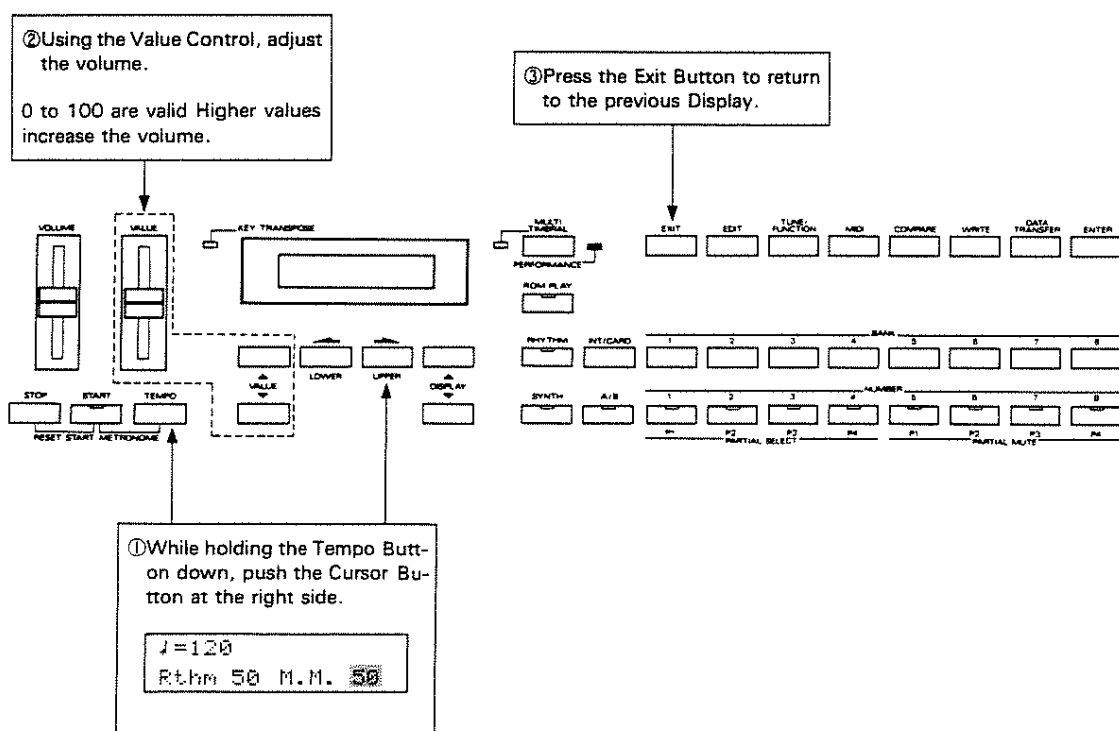 ②Using the Value Control, adjust
the volume.
0 to 100 are valid Higher values
increase the volume.
③Press the Exit Button to return
to the previous Display.
VOLUME
VALUE
KEY TRANSPOSE
MULTI
TIMBRAL
PERFORMANCE
EXIT
EDIT
TUNE/
FUNCTION
MIDI
COMPARE
WRITE
DATA
TRANSFER
ENTER
ROM PLAY
BANK
RHYTHM
INT/CARD
1 2 3 4 5 6 7 8
VALUE
LOWER
UPPER
DISPLAY
NUMBER
STOP
START
TEMPO
RESET START
METRONOME
SYNTH
A/B
1 2 3 4 5 6 7 8
P1 P2 P3 P4 P1 P2 P3 P4
PARTIAL SELECT
PARTIAL MUTE
①While holding the Tempo Butt-
on down, push the Cursor Bu-
tton at the right side.
♩=120
Rthm 50 M.M. 50